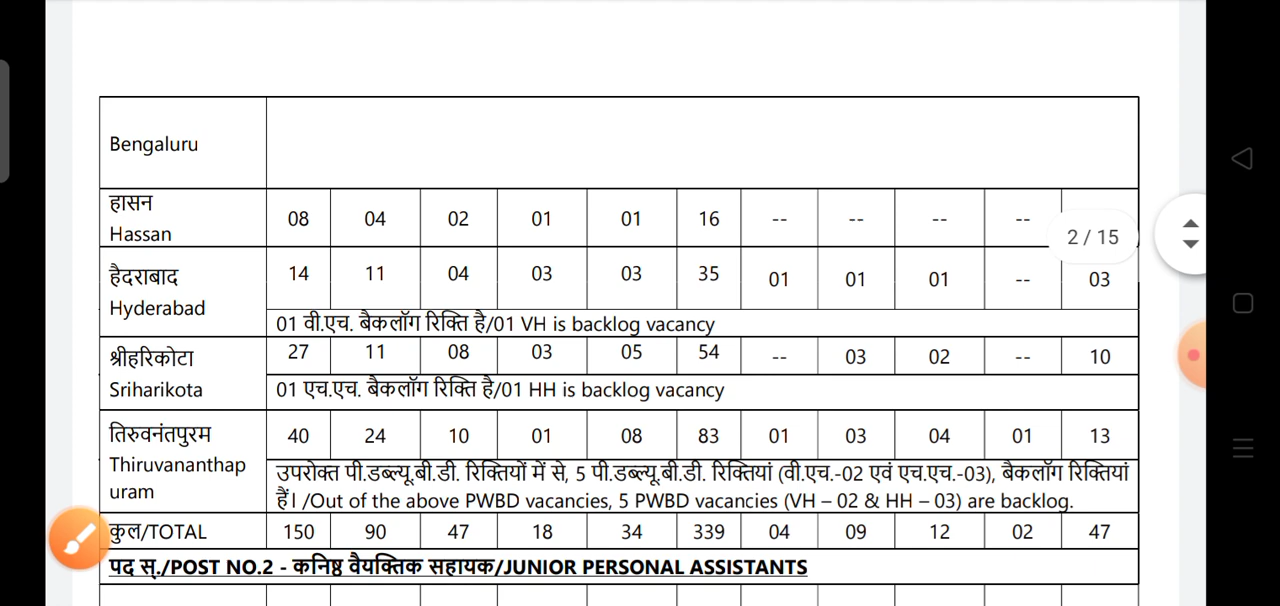 Bengaluru
हासन
Hassan 08 04 02 01 01 16 -- -- -- --
2 / 15
हैदराबाद
Hyderabad 14 11 04 03 03 35 01 01 01 -- 03
01 वी.एच. बैकलॉग रिक्ति है/01 VH is backlog vacancy
श्रीहरिकोटा
Sriharikota 27 11 08 03 05 54 -- 03 02 -- 10
01 एच.एच. बैकलॉग रिक्ति है/01 HH is backlog vacancy
तिरुवनंतपुरम
Thiruvananthap
uram 40 24 10 01 08 83 01 03 04 01 13
उपरोक्त पी.डब्ल्यू.बी.डी. रिक्तियों में से, 5 पी.डब्ल्यू.बी.डी. रिक्तियां (वी.एच.-02 एवं एच.एच.-03), बैकलॉग रिक्तियां
हैं। /Out of the above PWBD vacancies, 5 PWBD vacancies (VH – 02 & HH – 03) are backlog.
कुल/TOTAL 150 90 47 18 34 339 04 09 12 02 47
पद स्./POST NO.2 - कनिष्ठ वैयक्तिक सहायक/JUNIOR PERSONAL ASSISTANTS